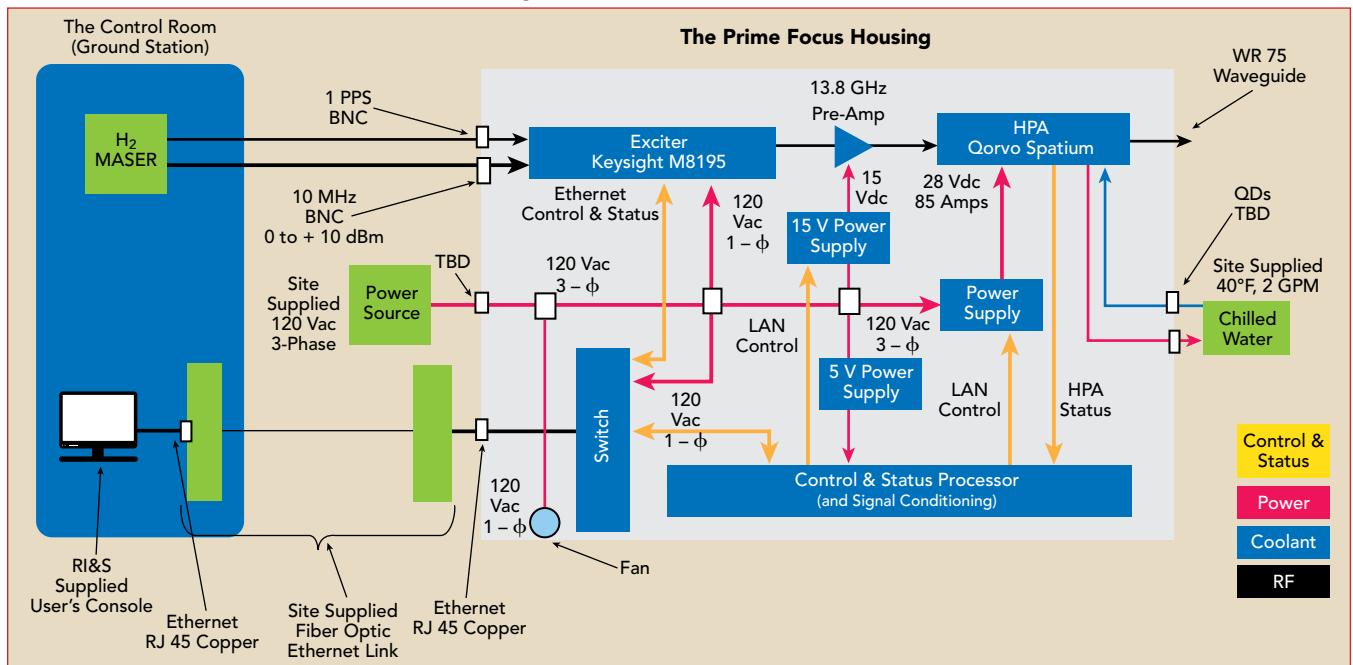 The Control Room
(Ground Station)
H2
MASER
1 PPS
BNC
10 MHz
BNC
0 to + 10 dBm
The Prime Focus Housing
Exciter
Keysight M8195
13.8 GHz
Pre-Amp
HPA
Qorvo Spatium
WR 75
Waveguide
Ethernet
Control & Status
120
Vac
1 – ϕ
15
Vdc
28 Vdc
85 Amps
15 V Power
Supply
QDs
TBD
Site Supplied
40°F, 2 GPM
Chilled
Water
Site
Supplied
120 Vac
3-Phase
Power
Source
TBD
120 Vac
3 – ϕ
LAN
Control
120 Vac
3 – ϕ
Power
Supply
5 V Power
Supply
LAN
Control
HPA
Status
Switch
120
Vac
1 – ϕ
120
Vac
1 – ϕ
Control & Status Processor
(and Signal Conditioning)
Fan
RI&S
Supplied
User's Console
Ethernet
RJ 45 Copper
Site Supplied
Fiber Optic
Ethernet Link
Ethernet
RJ 45 Copper
Control &
Status
Power
Coolant
RF